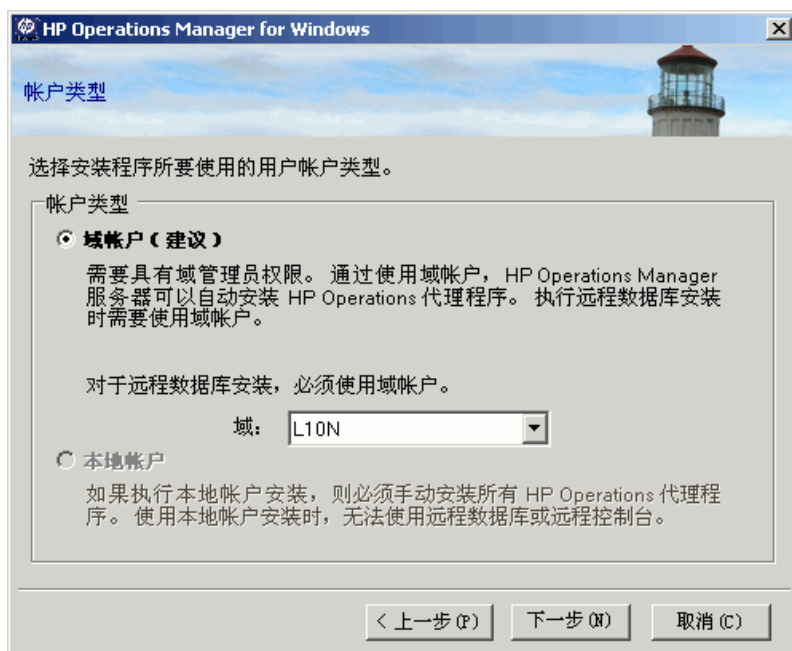 HP Operations Manager for Windows
帐户类型
选择安装程序所要使用的用户帐户类型。
帐户类型
域帐户（建议）
需要具有域管理员权限。 通过使用域帐户，HP Operations Manager
服务器可以自动安装 HP Operations 代理程序。 执行远程数据库安装
时需要使用域帐户。
对于远程数据库安装，必须使用域帐户。
域： L10N
本地帐户
如果执行本地帐户安装，则必须手动安装所有 HP Operations 代理程
序。 使用本地帐户安装时，无法使用远程数据库或远程控制台。
< 上一步(P) 下一步(N) 取消(C)